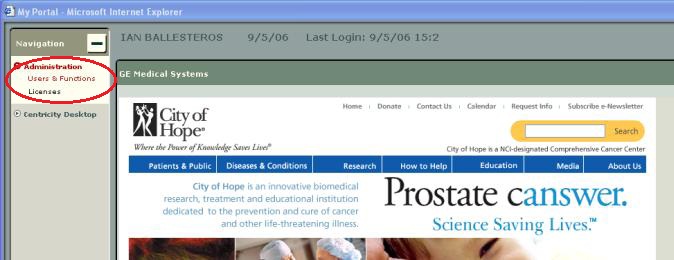 My Portal - Microsoft Internet Explorer
Navigation
IAN BALLESTEROS 9/5/06 Last Login: 9/5/06 15:2
Administration
Users & Functions
Licenses
Centricity Desktop
GE Medical Systems
Home Donate Contact Us Calendar Request Info Subscribe e-Newsletter
City of
Hope®
Search
Where the Power of Knowledge Saves Lives®
City of Hope is a NCI-designated Comprehensive Cancer Center
Patients & Public Diseases & Conditions Research How to Help Education Media About Us
City of Hope is an innovative biomedical
research, treatment and educational institution
dedicated to the prevention and cure of cancer
and other life-threatening illness.
Prostate canswer.
Science Saving Lives.™